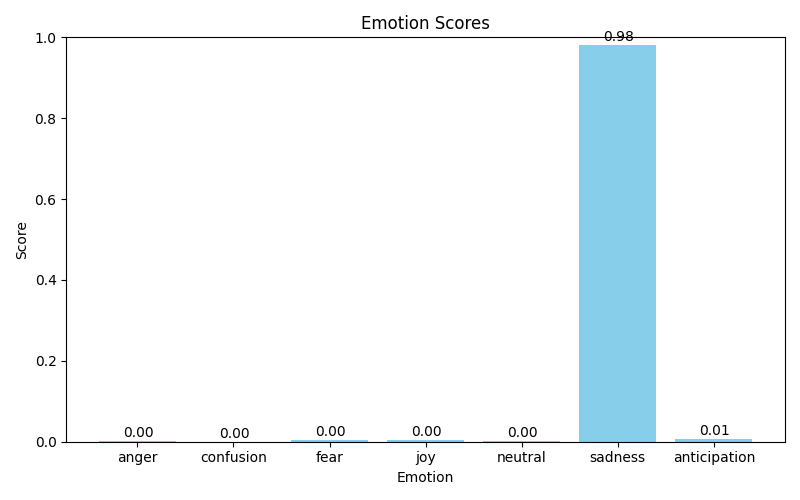 Emotion Scores
1.0
0.8
0.6
0.4
0.2
0.0
Score
0.00 0.00 0.00 0.00 0.00 0.98 0.01
anger confusion fear joy neutral sadness anticipation
Emotion